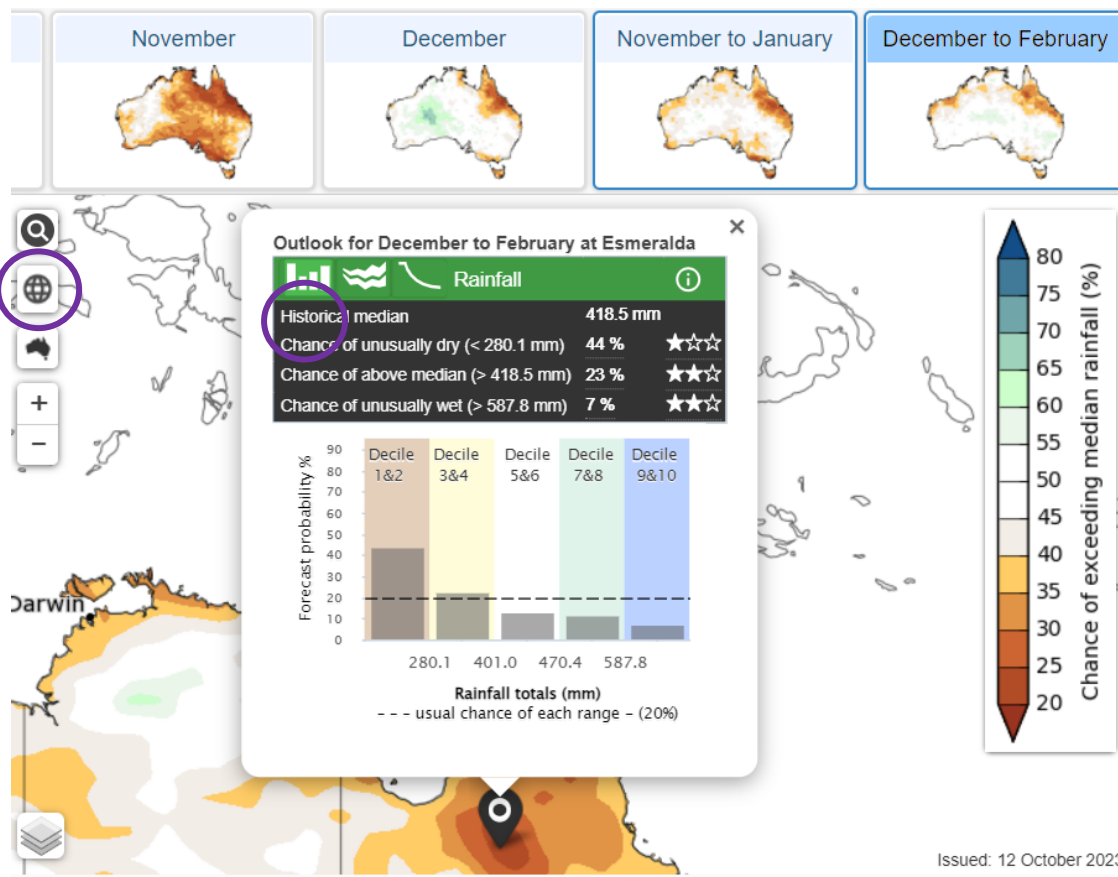 November
December
November to January
December to February
Outlook for December to February at Esmeralda
×
Rainfall
i
Historical median 418.5 mm
Chance of unusually dry (< 280.1 mm) 44 % ★☆☆
Chance of above median (> 418.5 mm) 23 % ★★☆
Chance of unusually wet (> 587.8 mm) 7 % ★★☆
Forecast probability %
90
80
70
60
50
40
30
20
10
0
Decile 1&2
Decile 3&4
Decile 5&6
Decile 7&8
Decile 9&10
280.1 401.0 470.4 587.8
Rainfall totals (mm)
- - - usual chance of each range – (20%)
+
−
Darwin
80
75
70
65
60
55
50
45
40
35
30
25
20
Chance of exceeding median rainfall (%)
Issued: 12 October 2023